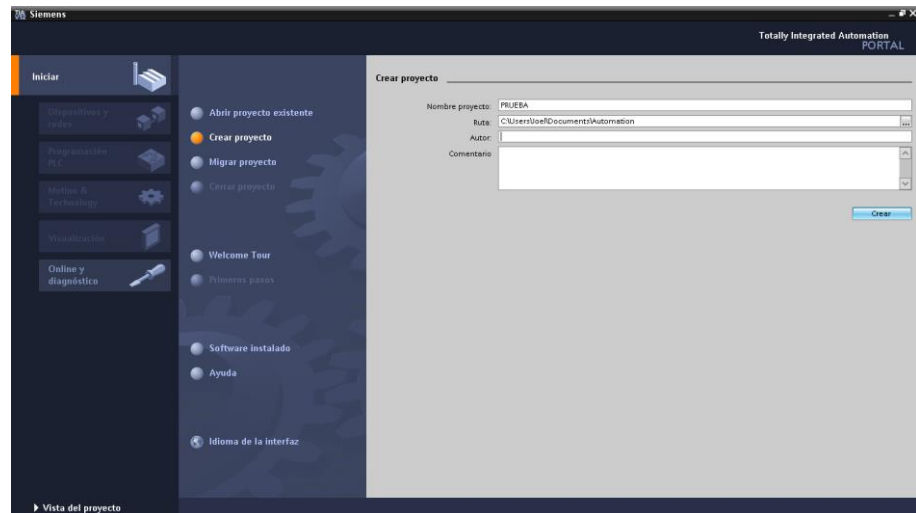 Siemens
Totally Integrated Automation
PORTAL
Iniciar
Dispositivos y
redes
Programación
PLC
Motion &
Technology
Visualización
Online y
diagnóstico
Abrir proyecto existente
Crear proyecto
Migrar proyecto
Cerrar proyecto
Welcome Tour
Primeros pasos
Software instalado
Ayuda
Idioma de la interfaz
Crear proyecto
Nombre proyecto: PRUEBA
Ruta: C:\Users\Joel\Documents\Automation
...
Autor:
Comentario
Crear
Vista del proyecto